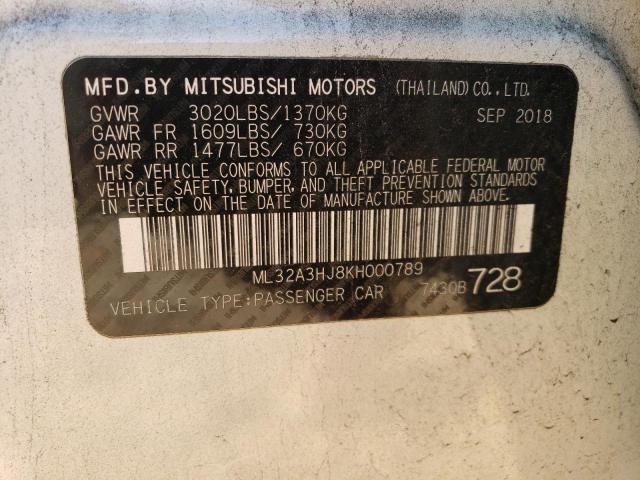 MFD.BY MITSUBISHI MOTORS (THAILAND)CO.,LTD.
GVWR 3020LBS/1370KG SEP 2018
GAWR FR 1609LBS/ 730KG
GAWR RR 1477LBS/ 670KG
THIS VEHICLE CONFORMS TO ALL APPLICABLE FEDERAL MOTOR
VEHICLE SAFETY, BUMPER, AND THEFT PREVENTION STANDARDS
IN EFFECT ON THE DATE OF MANUFACTURE SHOWN ABOVE.
ML32A3HJ8KH000789
VEHICLE TYPE:PASSENGER CAR 7430B 728